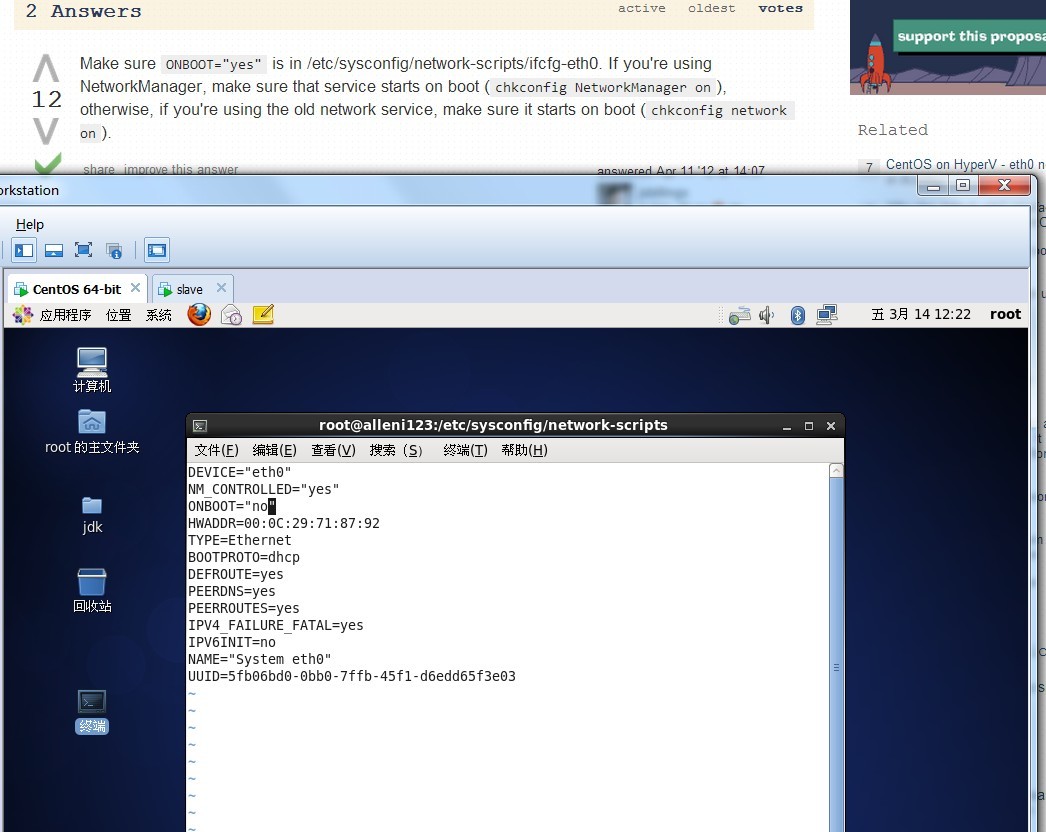 2 Answers
active oldest votes
support this proposa
12
Make sure ONBOOT="yes" is in /etc/sysconfig/network-scripts/ifcfg-eth0. If you're using
NetworkManager, make sure that service starts on boot ( chkconfig NetworkManager on ),
otherwise, if you're using the old network service, make sure it starts on boot ( chkconfig network
on ).
share improve this answer
answered Apr 11 '12 at 14:07
Related
7 CentOS on HyperV - eth0 n
orkstation
Help
CentOS 64-bit
slave
应用程序 位置 系统
五 3月 14 12:22 root
计算机
root 的主文件夹
jdk
回收站
终端
root@alleni123:/etc/sysconfig/network-scripts
文件(F) 编辑(E) 查看(V) 搜索 (S) 终端(T) 帮助(H)
DEVICE="eth0"
NM_CONTROLLED="yes"
ONBOOT="no"
HWADDR=00:0C:29:71:87:92
TYPE=Ethernet
BOOTPROTO=dhcp
DEFROUTE=yes
PEERDNS=yes
PEERROUTES=yes
IPV4_FAILURE_FATAL=yes
IPV6INIT=no
NAME="System eth0"
UUID=5fb06bd0-0bb0-7ffb-45f1-d6edd65f3e03
~
~
~
~
~
~
~
~
~